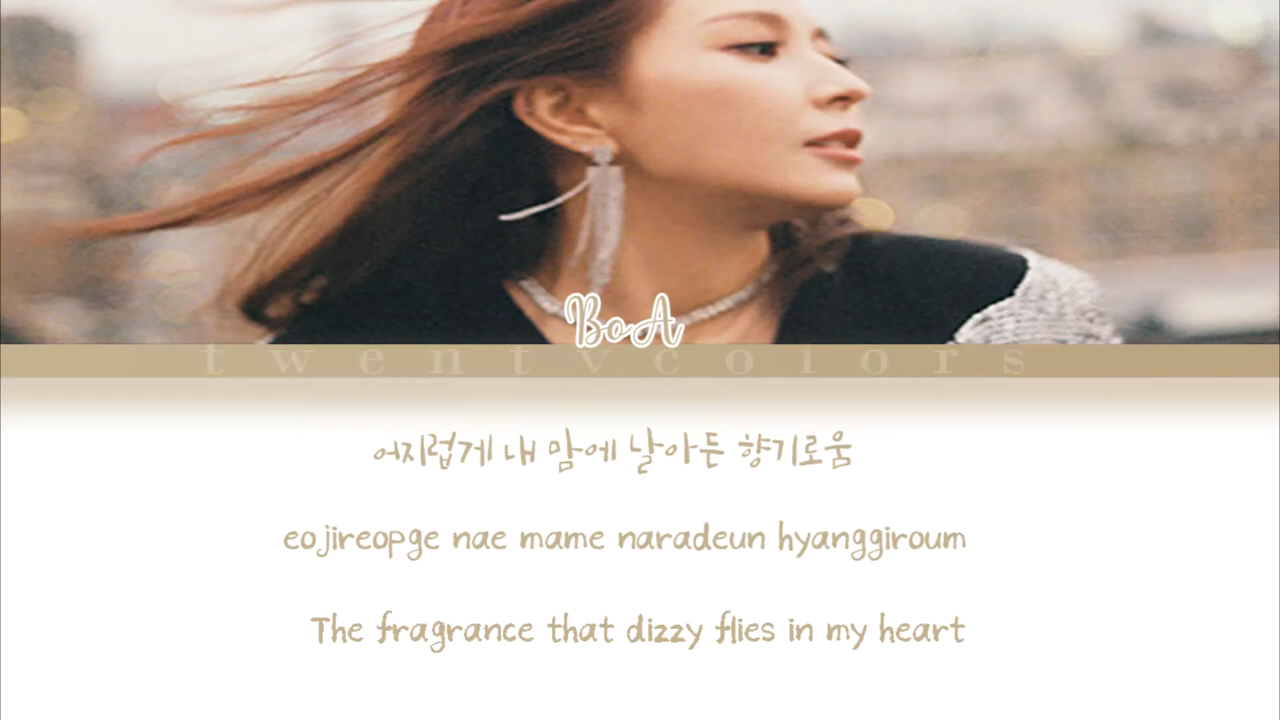 BoA
twentycolors
어지럽게 내 맘에 날아든 향기로움
eojireopge nae mame naradeun hyanggiroum
The fragrance that dizzy flies in my heart